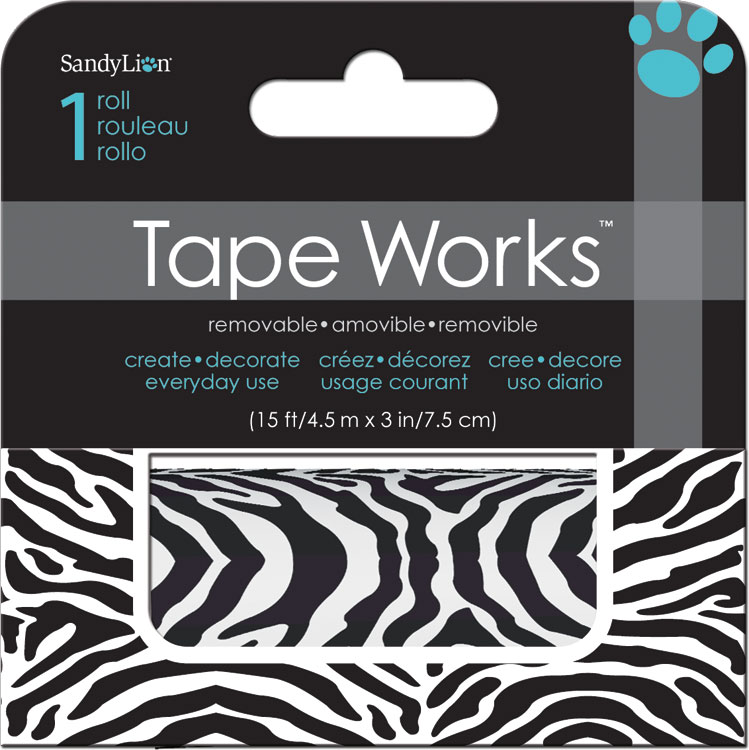 SandyLion®
1 roll
rouleau
rollo
Tape Works™
removable•amovible•removible
create•decorate créez•décorez cree•decore
everyday use usage courant uso diario
(15 ft/4.5 m x 3 in/7.5 cm)